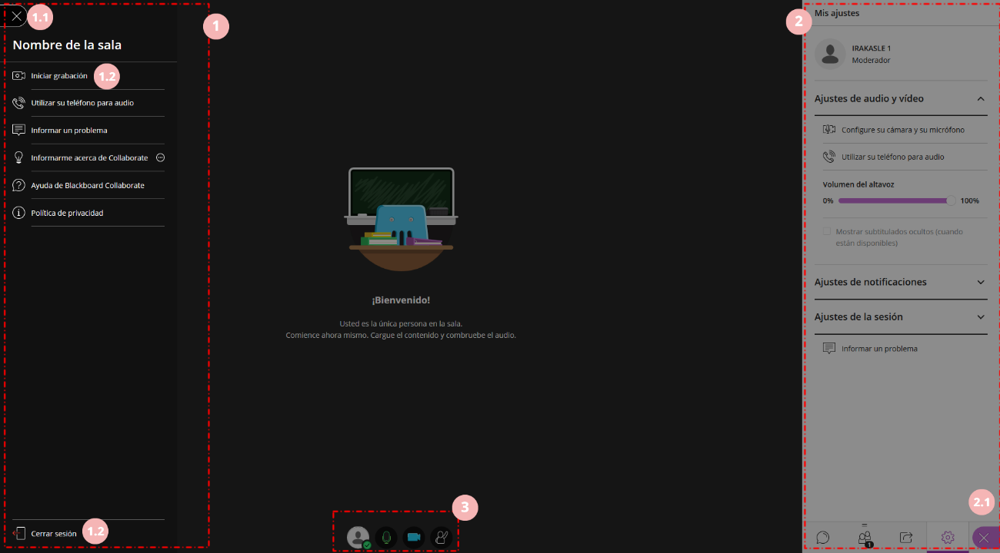 1.1
1
Nombre de la sala
Iniciar grabación
1.2
Utilizar su teléfono para audio
Informar un problema
Informarme acerca de Collaborate
Ayuda de Blackboard Collaborate
Política de privacidad
Cerrar sesión
1.2
¡Bienvenido!
Usted es la única persona en la sala.
Comience ahora mismo. Cargue el contenido y combruebe el audio.
3
2
Mis ajustes
IRAKASLE 1
Moderador
Ajustes de audio y vídeo
Configure su cámara y su micrófono
Utilizar su teléfono para audio
Volumen del altavoz
0% 100%
Mostrar subtitulados ocultos (cuando
están disponibles)
Ajustes de notificaciones
Ajustes de la sesión
Informar un problema
2.1
1